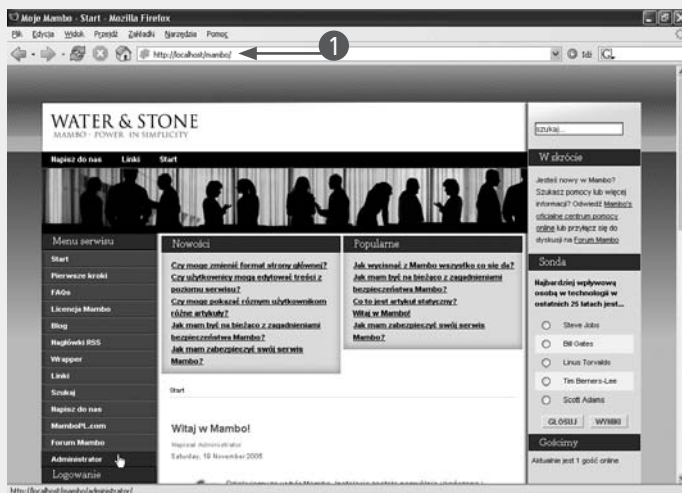 Moje Mambo - Start - Mozilla Firefox
Plik Edycja Widok Przejdź Zakładki Narzędzia Pomoc
http://localhost/mambo/
1
Idź
WATER & STONE
MAMBO - POWER IN SIMPLICITY
Napisz do nas Linki Start
szukaj...
W skrócie
Jesteś nowy w Mambo?
Szukasz pomocy lub więcej
informacji? Odwiedź Mambo's
oficjalne centrum pomocy
online lub przyłącz się do
dyskusji na Forum Mambo
Menu serwisu
Start
Pierwsze kroki
FAQs
Licencja Mambo
Blog
Nagłówki RSS
Wrapper
Linki
Szukaj
Napisz do nas
MamboPL.com
Forum Mambo
Administrator
Logowanie
Nowości
Czy mogę zmienić format strony głównej?
Czy użytkownicy mogą edytować treści z
poziomu serwisu?
Czy mogę pokazać różnym użytkownikom
różne artykuły?
Jak mam być na bieżąco z zagadnieniami
bezpieczeństwa Mambo?
Jak mam zabezpieczyć swój serwis
Mambo?
Popularne
Jak wycisnąć z Mambo wszystko co się da?
Jak mam być na bieżąco z zagadnieniami
bezpieczeństwa Mambo?
Co to jest artykuł statyczny?
Witaj w Mambo!
Jak mam zabezpieczyć swój serwis
Mambo?
Sonda
Najbardziej wpływową
osobą w technologii w
ostatnich 25 latach jest...
Steve Jobs
Bill Gates
Linus Torvalds
Tim Berners-Lee
Scott Adams
GŁOSUJ WYNIKI
Gościmy
Aktualnie jest 1 gość online
Start
Witaj w Mambo!
Napisał Administrator
Saturday, 19 November 2005
http://localhost/mambo/administrator/